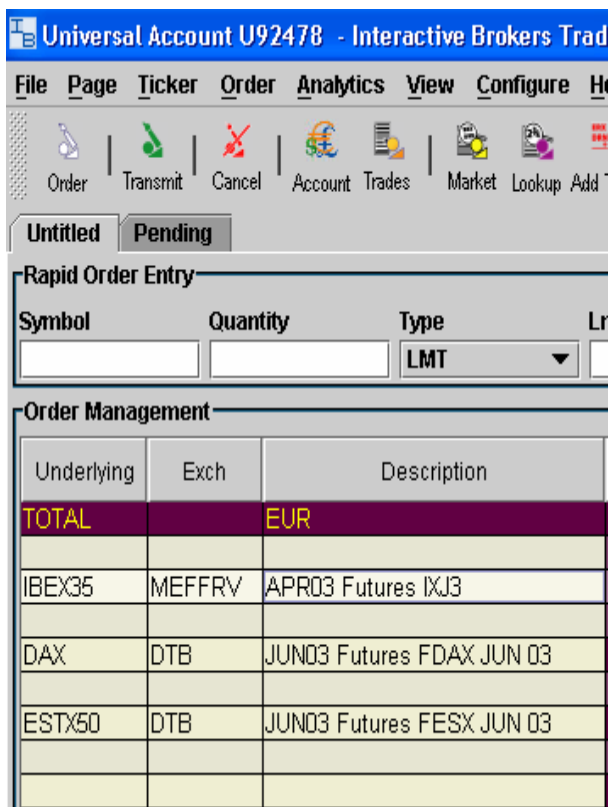 IB Universal Account U92478 - Interactive Brokers Trad
File Page Ticker Order Analytics View Configure He
Order Transmit Cancel Account Trades Market Lookup Add
Untitled Pending
Rapid Order Entry
Symbol Quantity Type
LMT
Order Management
Underlying Exch Description
TOTAL EUR
IBEX35 MEFFRV APR03 Futures IXJ3
DAX DTB JUN03 Futures FDAX JUN 03
ESTX50 DTB JUN03 Futures FESX JUN 03